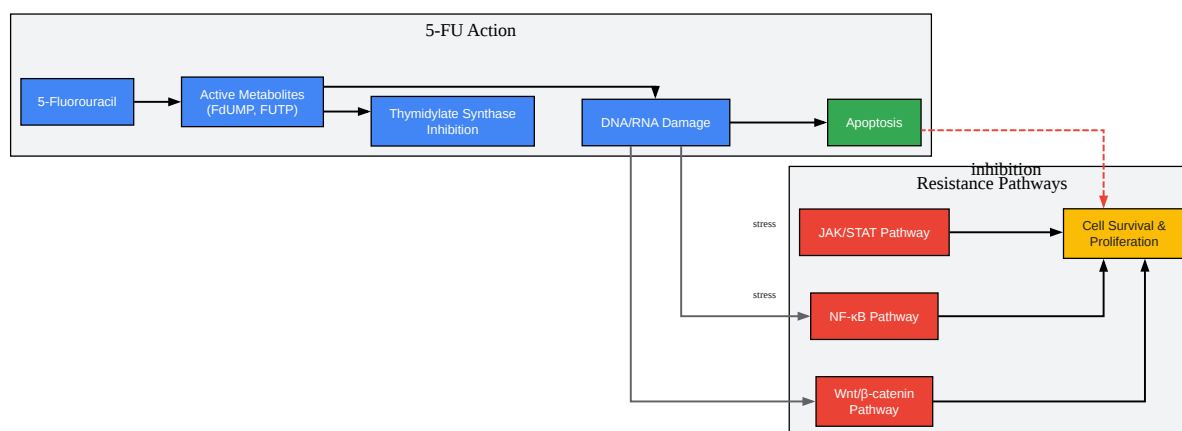 5-FU Action
5-Fluorouracil
Active Metabolites
(FdUMP, FUTP)
Thymidylate Synthase
Inhibition
DNA/RNA Damage
Apoptosis
inhibition
Resistance Pathways
stress
JAK/STAT Pathway
Cell Survival &
Proliferation
stress
NF-κB Pathway
Wnt/β-catenin
Pathway